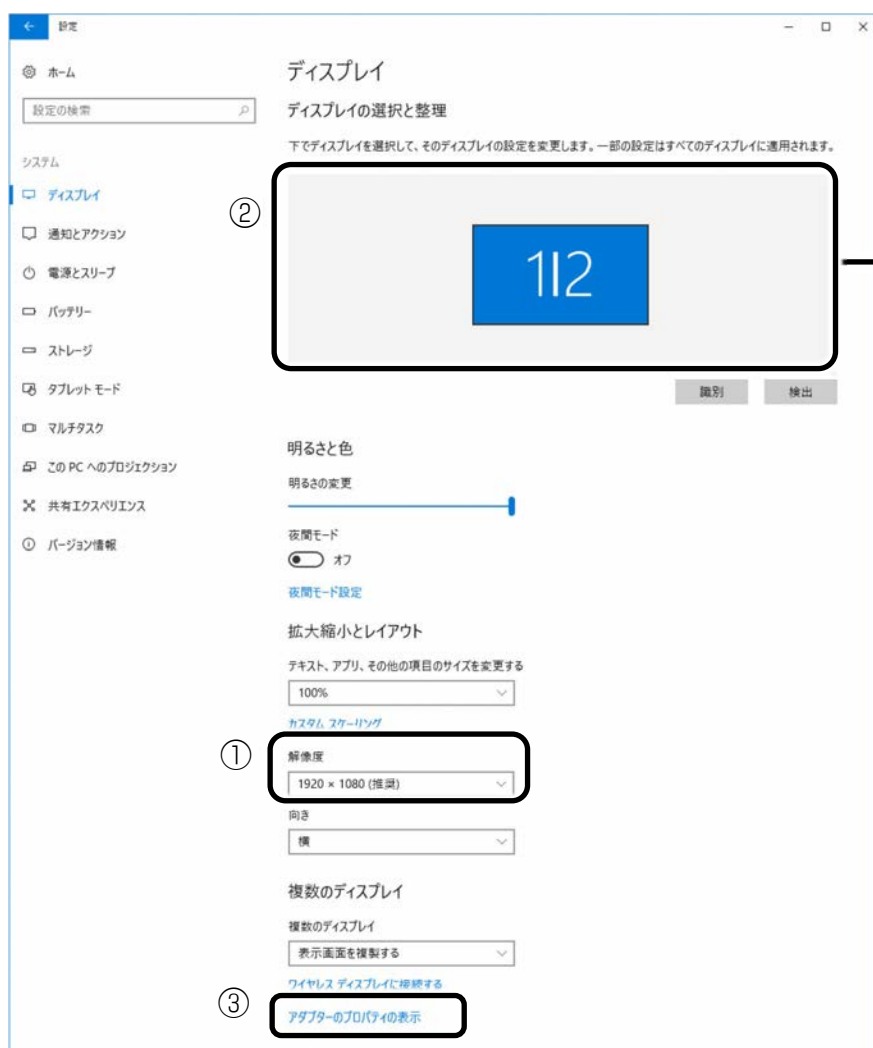 設定
ホーム
設定の検索
システム
ディスプレイ
通知とアクション
電源とスリープ
バッテリー
ストレージ
タブレット モード
マルチタスク
この PC へのプロジェクション
共有エクスペリエンス
バージョン情報
ディスプレイ
ディスプレイの選択と整理
下でディスプレイを選択して、そのディスプレイの設定を変更します。一部の設定はすべてのディスプレイに適用されます。
②
1|2
識別 検出
明るさと色
明るさの変更
夜間モード
オフ
夜間モード設定
拡大縮小とレイアウト
テキスト、アプリ、その他の項目のサイズを変更する
100%
カスタム スケーリング
①
解像度
1920 × 1080 (推奨)
向き
横
複数のディスプレイ
複数のディスプレイ
表示画面を複製する
ワイヤレス ディスプレイに接続する
③
アダプターのプロパティの表示